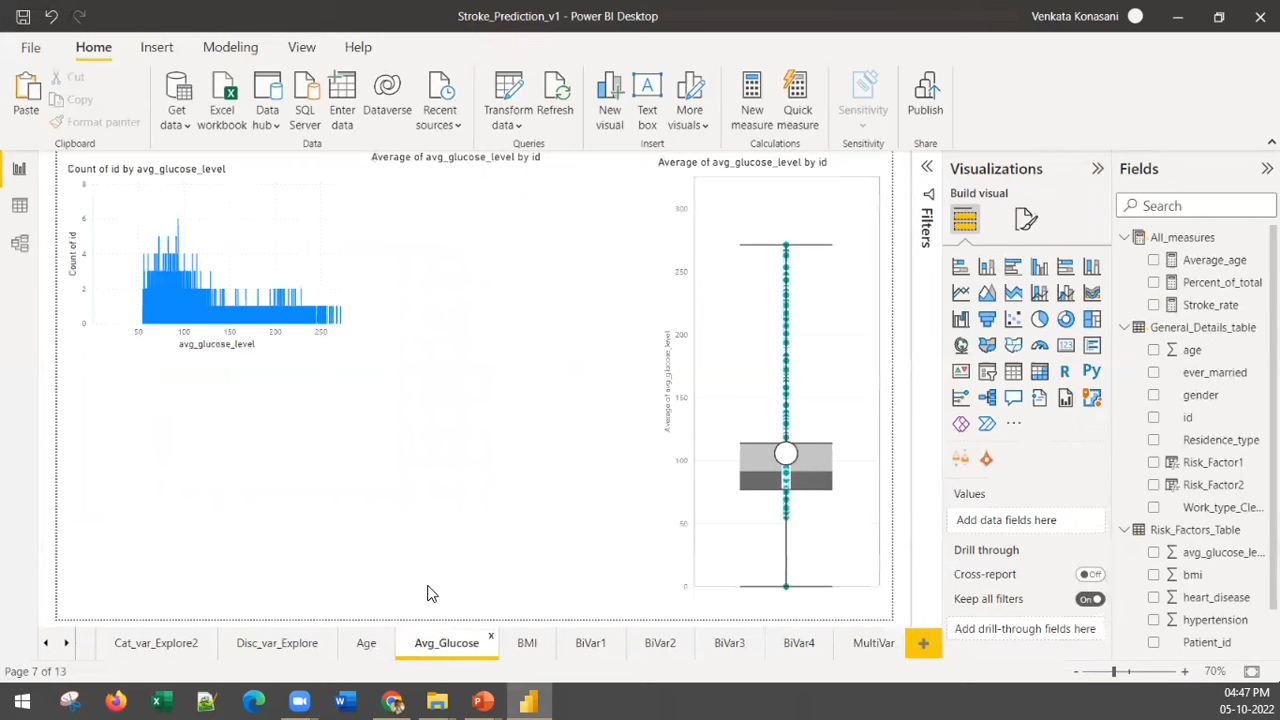 Stroke_Prediction_v1 - Power BI Desktop
Venkata Konasani
File Home Insert Modeling View Help
Paste
Cut
Copy
Format painter
Get data
Excel workbook
Data hub
SQL Server
Enter data
Dataverse
Recent sources
Transform data
Refresh
New visual
Text box
More visuals
New measure
Quick measure
Sensitivity
Publish
Clipboard
Data
Queries
Insert
Calculations
Sensitivity
Share
Count of id by avg_glucose_level
8
6
4
2
0
Count of id
50 100 150 200 250
avg_glucose_level
Average of avg_glucose_level by id
Average of avg_glucose_level by id
300
250
200
150
100
50
0
Average of avg_glucose_level
Filters
Visualizations
Build visual
R Py
123
...
Values
Add data fields here
Drill through
Cross-report Off
Keep all filters On
Add drill-through fields here
Fields
Search
All_measures
Average_age
Percent_of_total
Stroke_rate
General_Details_table
age
ever_married
gender
id
Residence_type
Risk_Factor1
Risk_Factor2
Work_type_Cle...
Risk_Factors_Table
avg_glucose_le...
bmi
heart_disease
hypertension
Patient_id
Cat_var_Explore2 Disc_var_Explore Age Avg_Glucose x BMI BiVar1 BiVar2 BiVar3 BiVar4 MultiVar +
Page 7 of 13
- + 70%
04:47 PM
05-10-2022